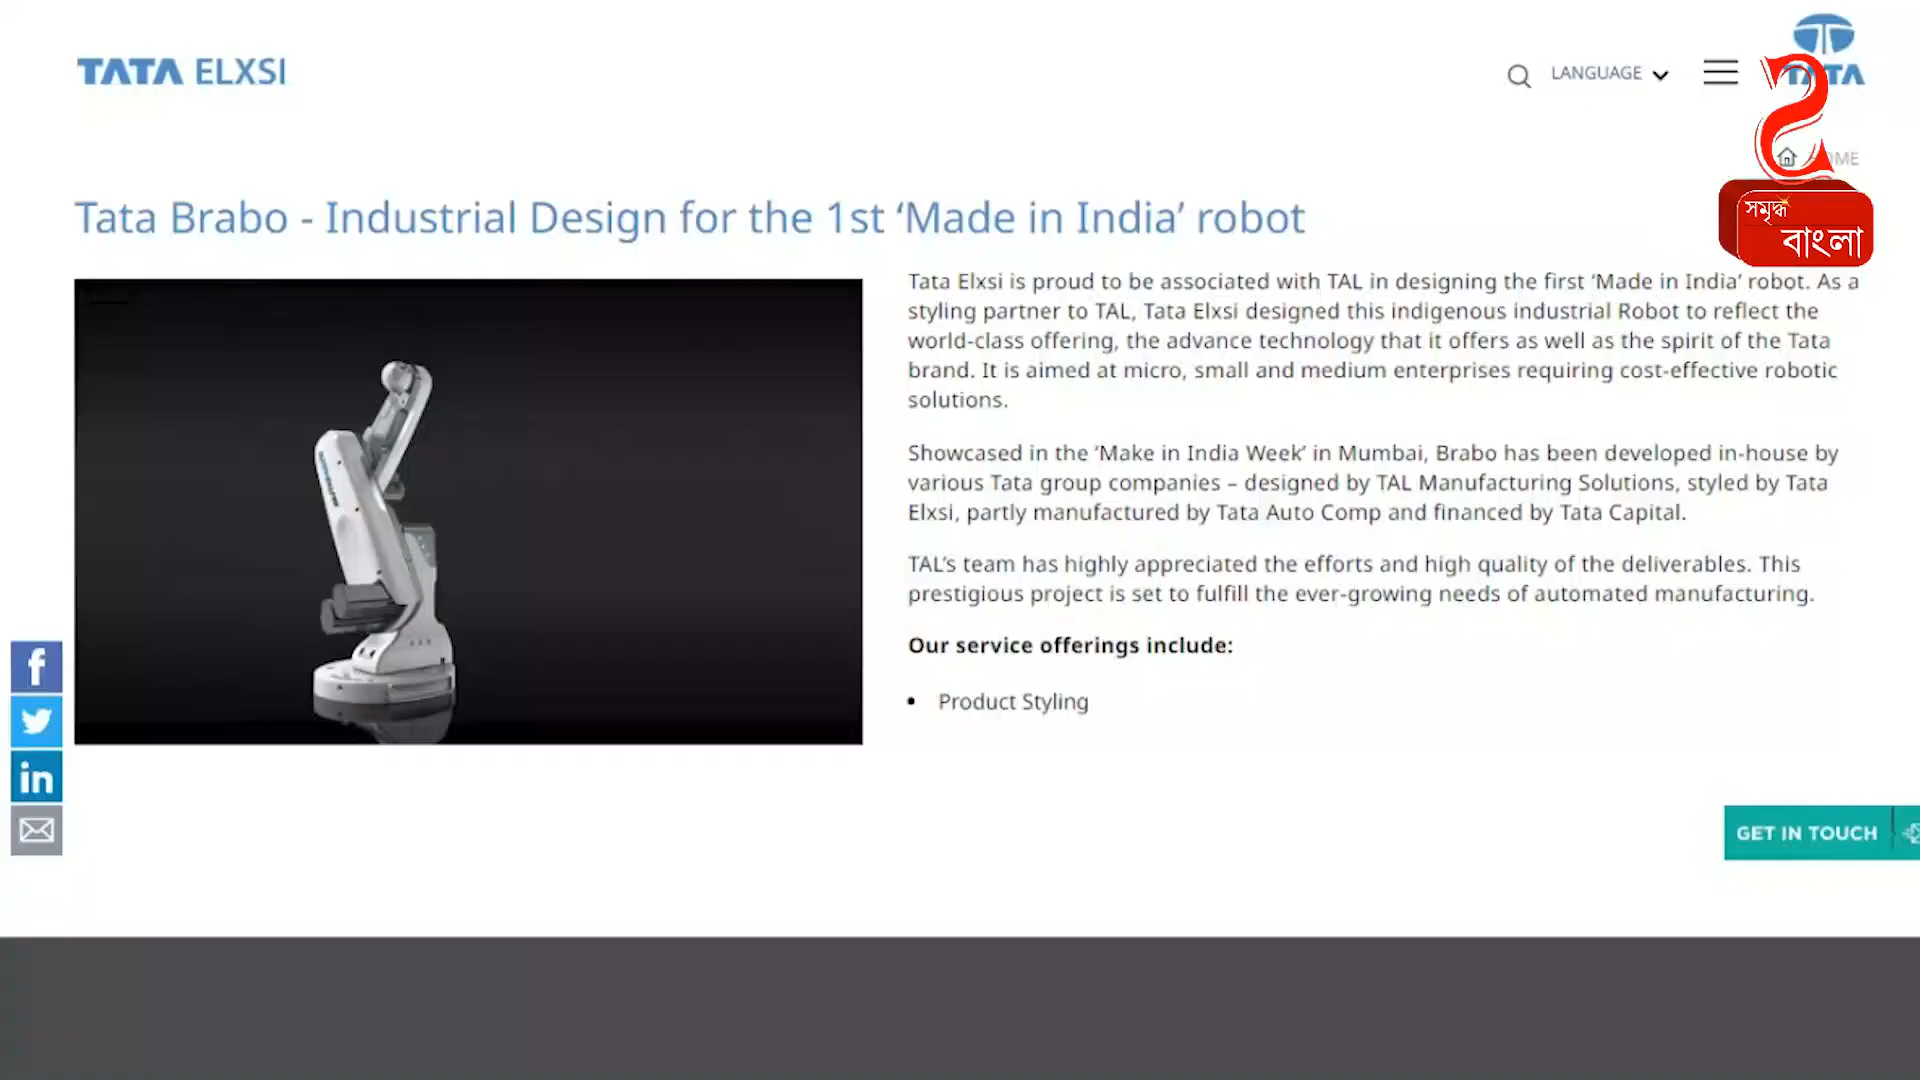 TATA ELXSI
LANGUAGE
TATA
সমৃদ্ধ
বাংলা
Tata Brabo - Industrial Design for the 1st ‘Made in India’ robot
Tata Elxsi is proud to be associated with TAL in designing the first ‘Made in India’ robot. As a
styling partner to TAL, Tata Elxsi designed this indigenous industrial Robot to reflect the
world-class offering, the advance technology that it offers as well as the spirit of the Tata
brand. It is aimed at micro, small and medium enterprises requiring cost-effective robotic
solutions.
Showcased in the ‘Make in India Week’ in Mumbai, Brabo has been developed in-house by
various Tata group companies – designed by TAL Manufacturing Solutions, styled by Tata
Elxsi, partly manufactured by Tata Auto Comp and financed by Tata Capital.
TAL’s team has highly appreciated the efforts and high quality of the deliverables. This
prestigious project is set to fulfill the ever-growing needs of automated manufacturing.
Our service offerings include:
• Product Styling
GET IN TOUCH